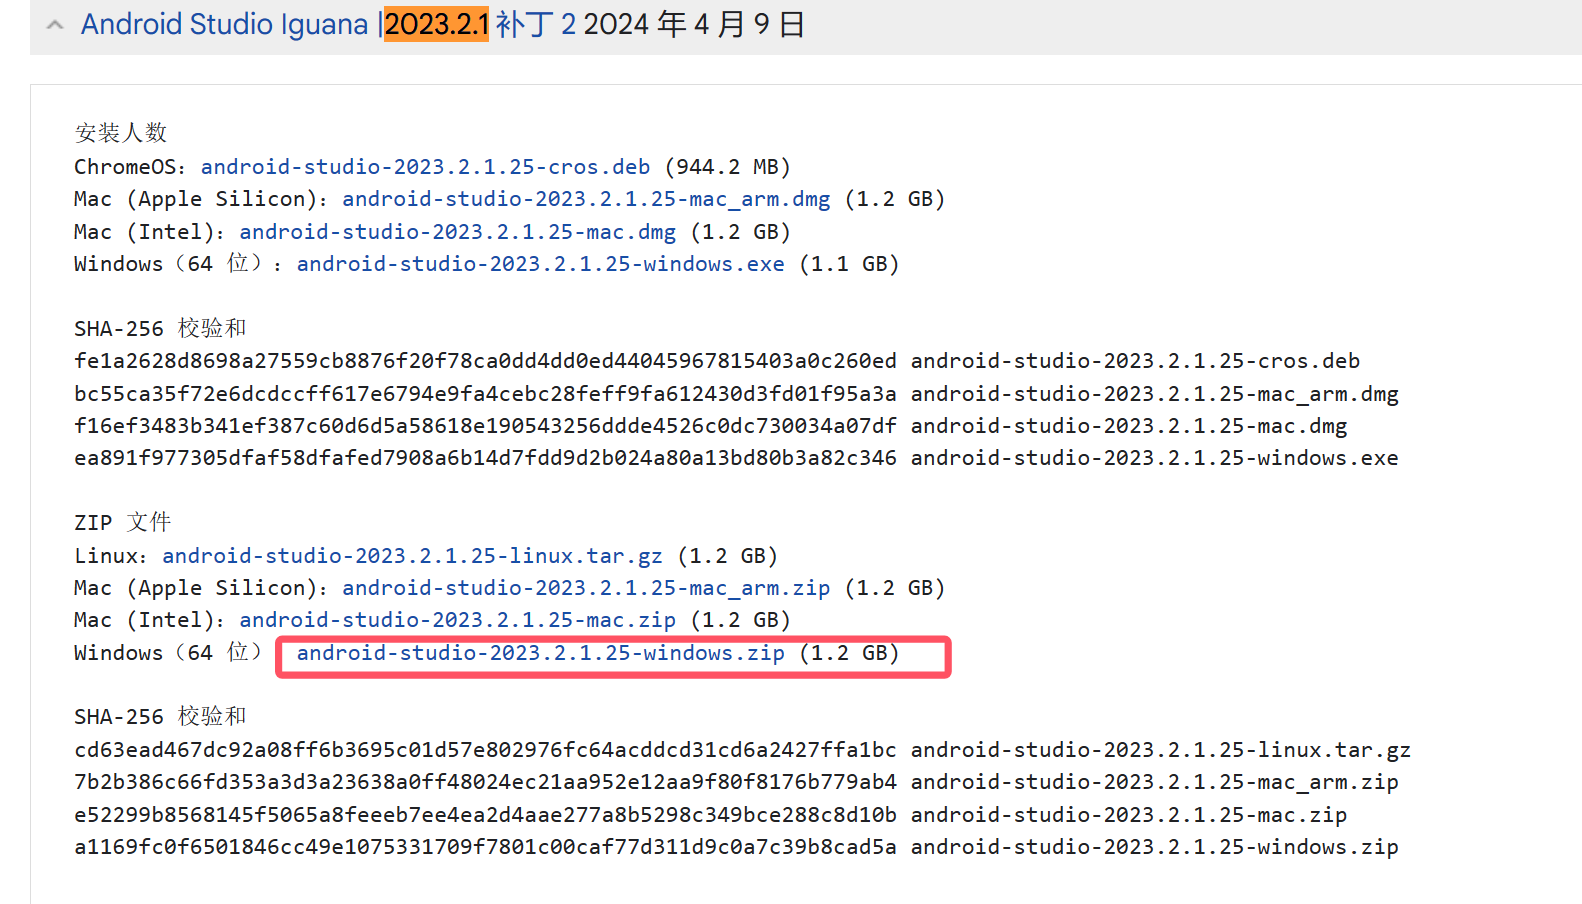 Android Studio Iguana |2023.2.1 补丁 2 2024 年 4 月 9 日
安装人数
ChromeOS：android-studio-2023.2.1.25-cros.deb (944.2 MB)
Mac (Apple Silicon)：android-studio-2023.2.1.25-mac_arm.dmg (1.2 GB)
Mac (Intel)：android-studio-2023.2.1.25-mac.dmg (1.2 GB)
Windows（64 位）：android-studio-2023.2.1.25-windows.exe (1.1 GB)
SHA-256 校验和
fe1a2628d8698a27559cb8876f20f78ca0dd4dd0ed44045967815403a0c260ed android-studio-2023.2.1.25-cros.deb
bc55ca35f72e6dcdccff617e6794e9fa4cebc28feff9fa612430d3fd01f95a3a android-studio-2023.2.1.25-mac_arm.dmg
f16ef3483b341ef387c60d6d5a58618e190543256ddde4526c0dc730034a07df android-studio-2023.2.1.25-mac.dmg
ea891f977305dfaf58dfafed7908a6b14d7fdd9d2b024a80a13bd80b3a82c346 android-studio-2023.2.1.25-windows.exe
ZIP 文件
Linux：android-studio-2023.2.1.25-linux.tar.gz (1.2 GB)
Mac (Apple Silicon)：android-studio-2023.2.1.25-mac_arm.zip (1.2 GB)
Mac (Intel)：android-studio-2023.2.1.25-mac.zip (1.2 GB)
Windows（64 位）android-studio-2023.2.1.25-windows.zip (1.2 GB)
SHA-256 校验和
cd63ead467dc92a08ff6b3695c01d57e802976fc64acddcd31cd6a2427ffa1bc android-studio-2023.2.1.25-linux.tar.gz
7b2b386c66fd353a3d3a23638a0ff48024ec21aa952e12aa9f80f8176b779ab4 android-studio-2023.2.1.25-mac_arm.zip
e52299b8568145f5065a8feeeb7ee4ea2d4aae277a8b5298c349bce288c8d10b android-studio-2023.2.1.25-mac.zip
a1169fc0f6501846cc49e1075331709f7801c00caf77d311d9c0a7c39b8cad5a android-studio-2023.2.1.25-windows.zip